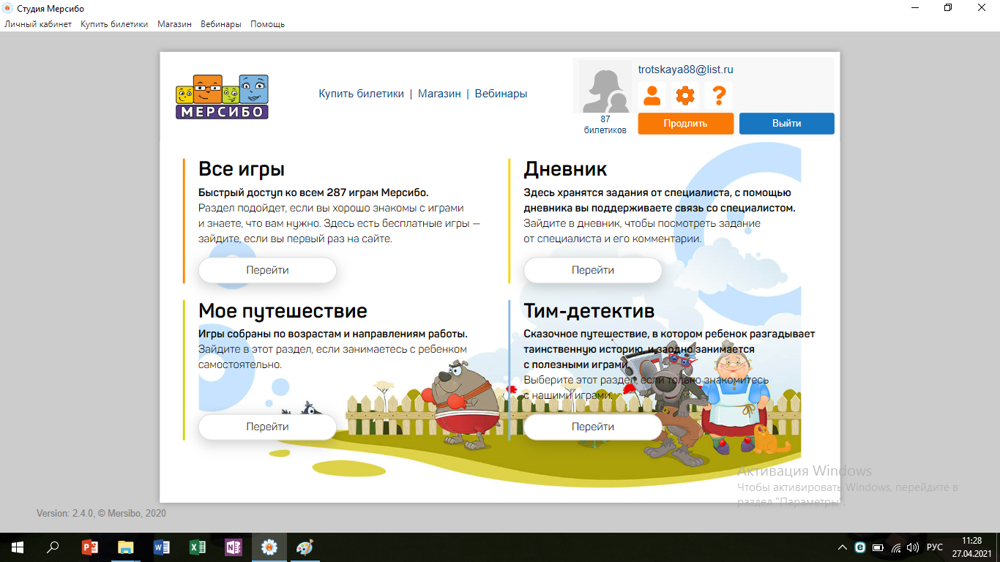 Студия Мерсибо
Личный кабинет Купить билетики Магазин Вебинары Помощь
МЕРСИБО
Купить билетики | Магазин | Вебинары
trotskaya88@list.ru
87
билетиков
Продлить
Выйти
Все игры
Быстрый доступ ко всем 287 играм Мерсибо.
Раздел подойдет, если вы хорошо знакомы с играми
и знаете, что вам нужно. Здесь есть бесплатные игры —
зайдите, если вы первый раз на сайте.
Перейти
Дневник
Здесь хранятся задания от специалиста, с помощью
дневника вы поддерживаете связь со специалистом.
Зайдите в дневник, чтобы посмотреть задание
от специалиста и его комментарии.
Перейти
Мое путешествие
Игры собраны по возрастам и направлениям работы.
Зайдите в этот раздел, если занимаетесь с ребенком
самостоятельно.
Перейти
Тим-детектив
Сказочное путешествие, в котором ребенок разгадывает
таинственную историю, и заодно занимается
с полезными играми.
Выберите этот раздел, если только знакомитесь
с нашими играми.
Перейти
Активация Windows
Чтобы активировать Windows, перейдите в
раздел "Параметры".
Version: 2.4.0, © Mersibo, 2020
РУС
11:28
27.04.2021